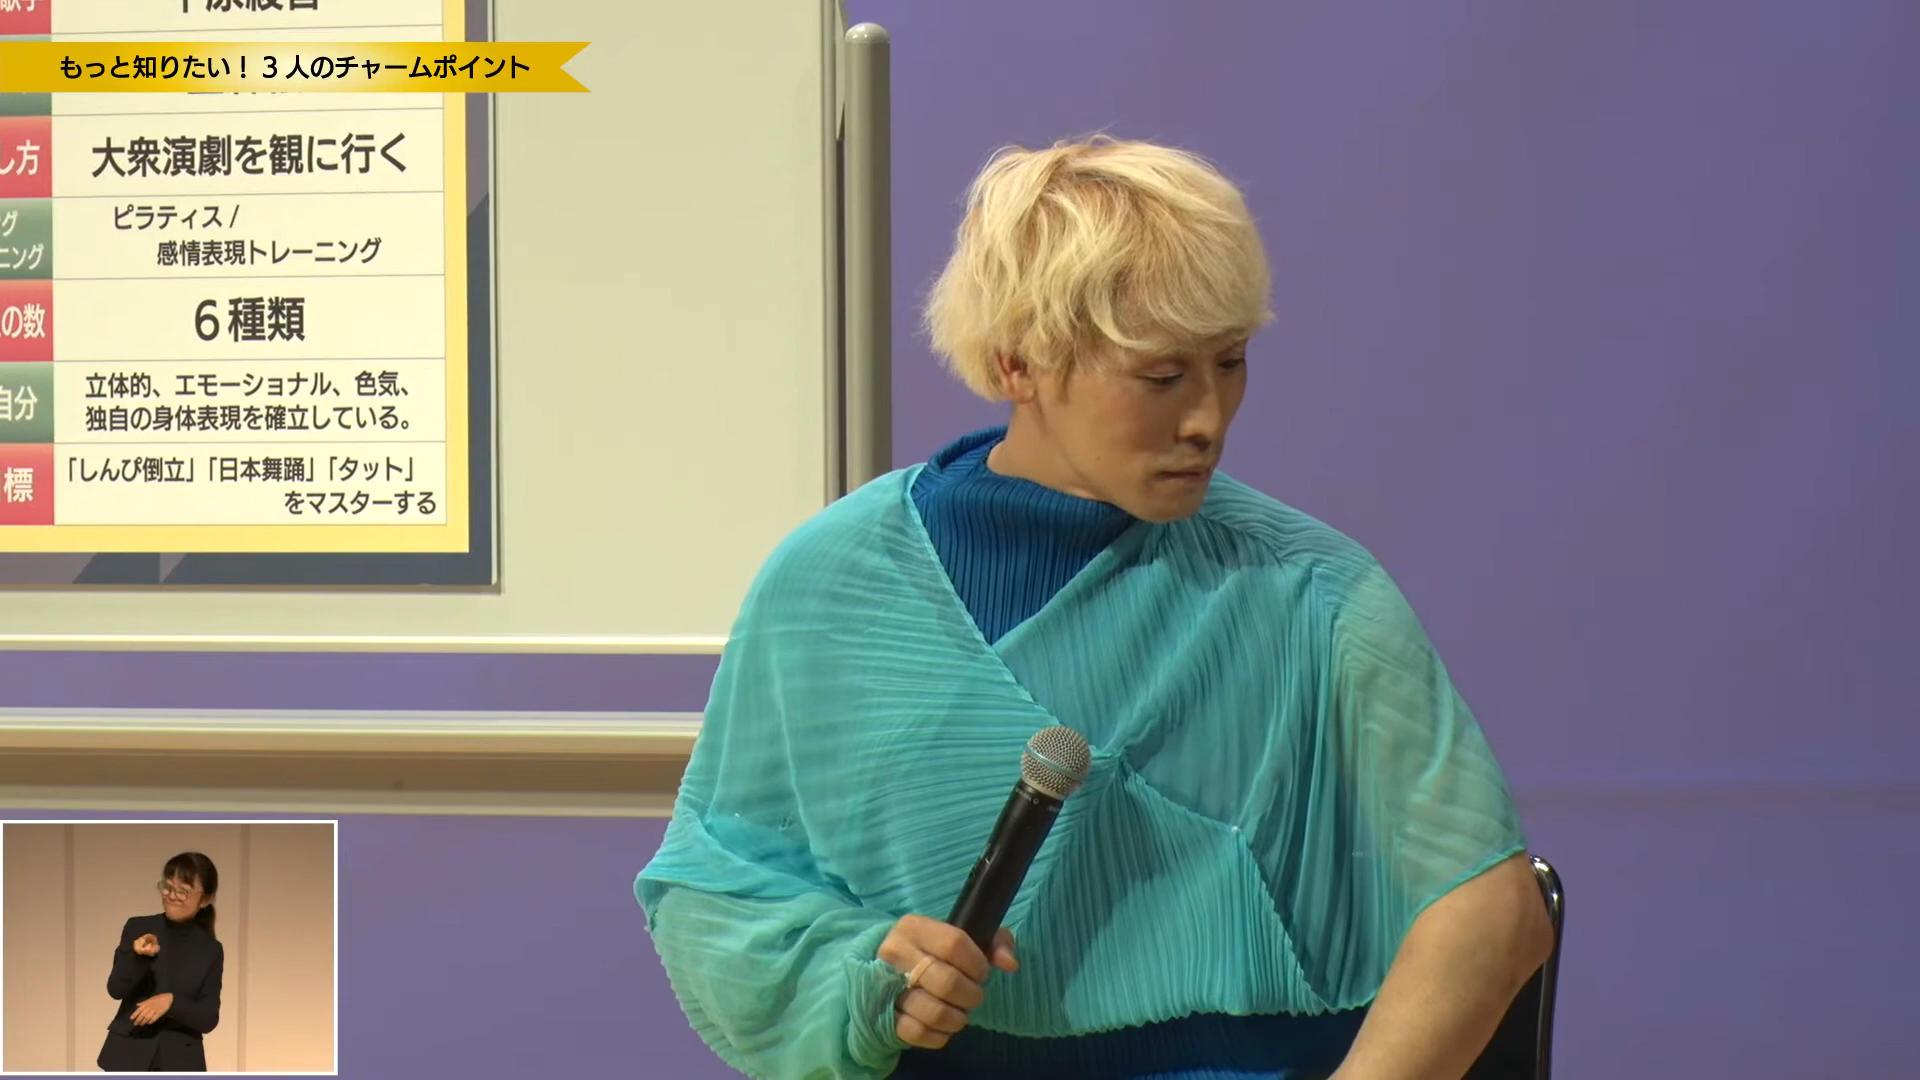 もっと知りたい！３人のチャームポイント
し方
大衆演劇を観に行く
グ
ニング
ピラティス /
感情表現トレーニング
の数
６種類
自分
立体的、エモーショナル、色気、
独自の身体表現を確立している。
標
「しんぴ倒立」「日本舞踊」「タット」
をマスターする